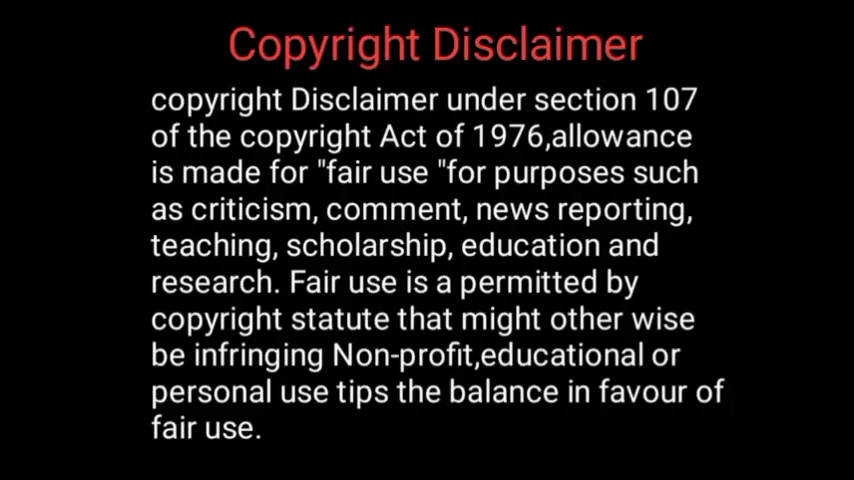 Copyright Disclaimer
copyright Disclaimer under section 107
of the copyright Act of 1976,allowance
is made for "fair use "for purposes such
as criticism, comment, news reporting,
teaching, scholarship, education and
research. Fair use is a permitted by
copyright statute that might other wise
be infringing Non-profit,educational or
personal use tips the balance in favour of
fair use.